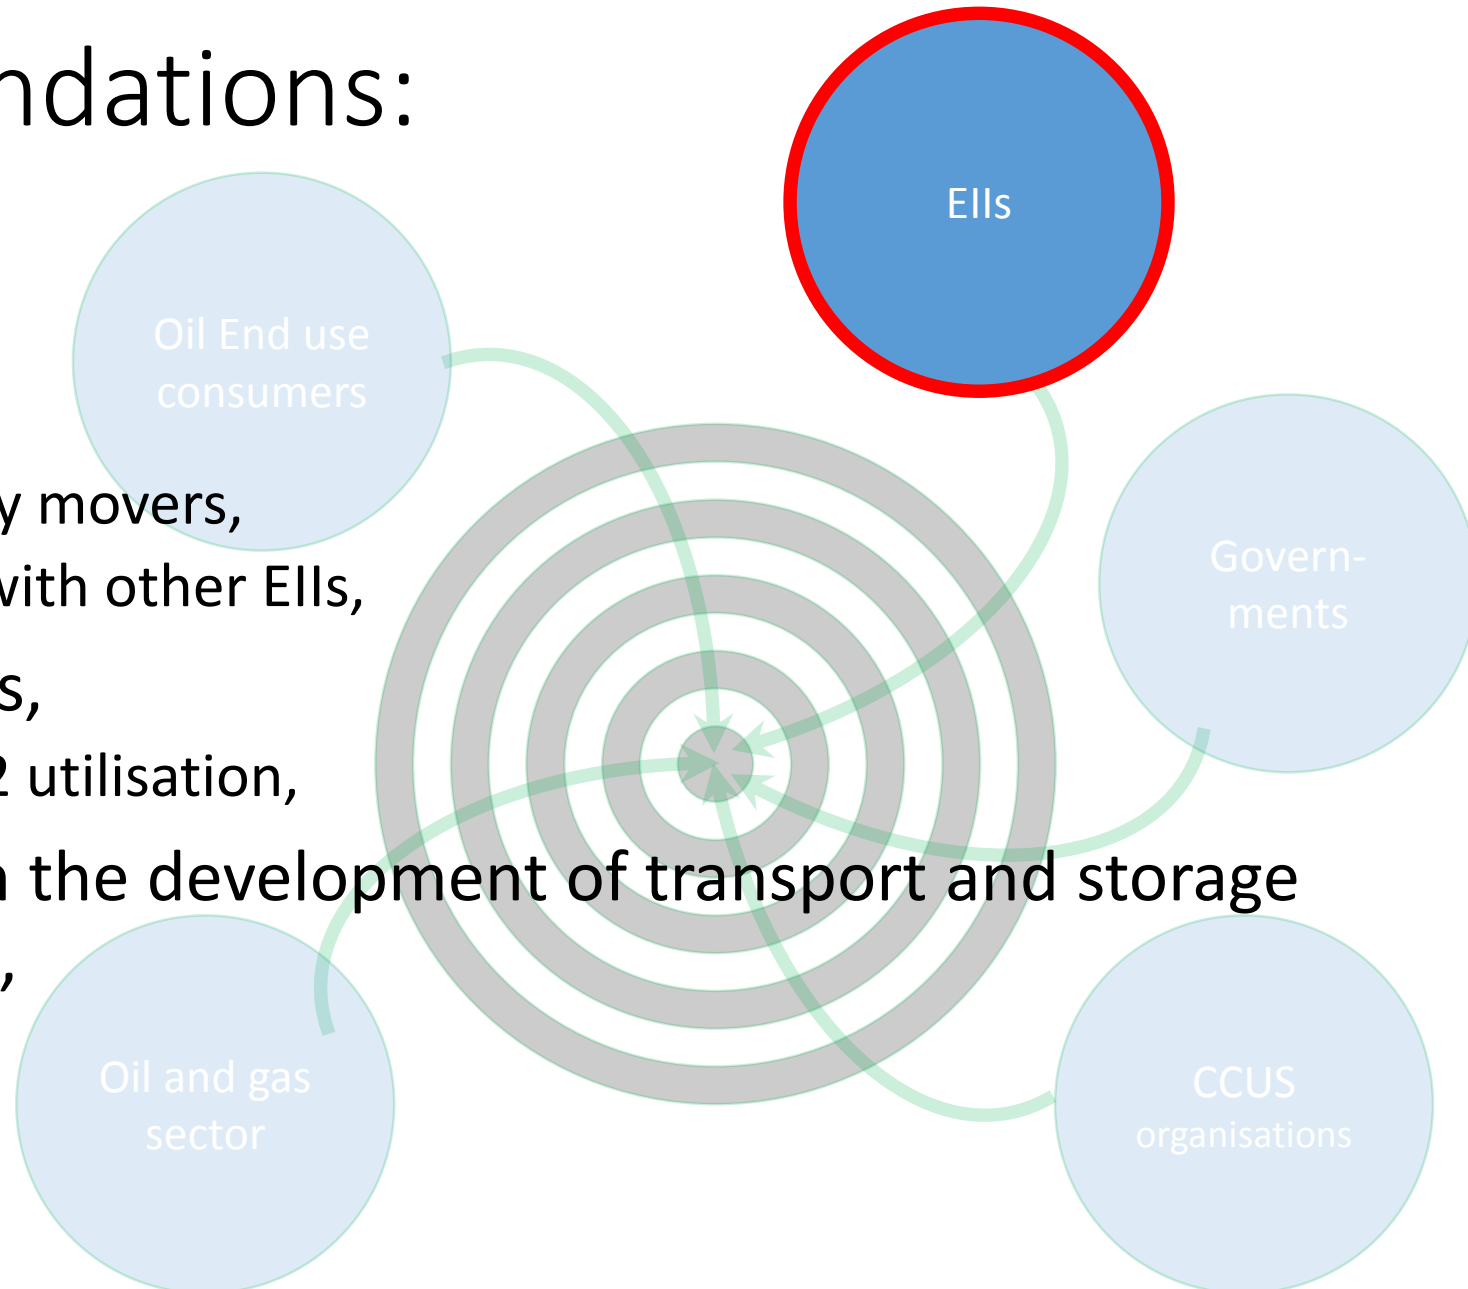 ndations:
EIIs
Oil End use
consumers
y movers,
with other EIIs,
Govern-
ments
s,
2 utilisation,
the development of transport and storage
,
Oil and gas
sector
CCUS
organisations